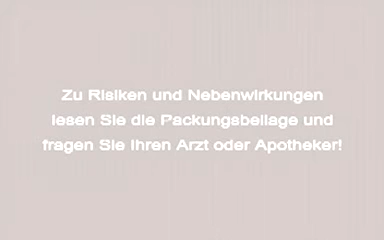 Zu Risiken und Nebenwirkungen
lesen Sie die Packungsbeilage und
fragen Sie Ihren Arzt oder Apotheker!